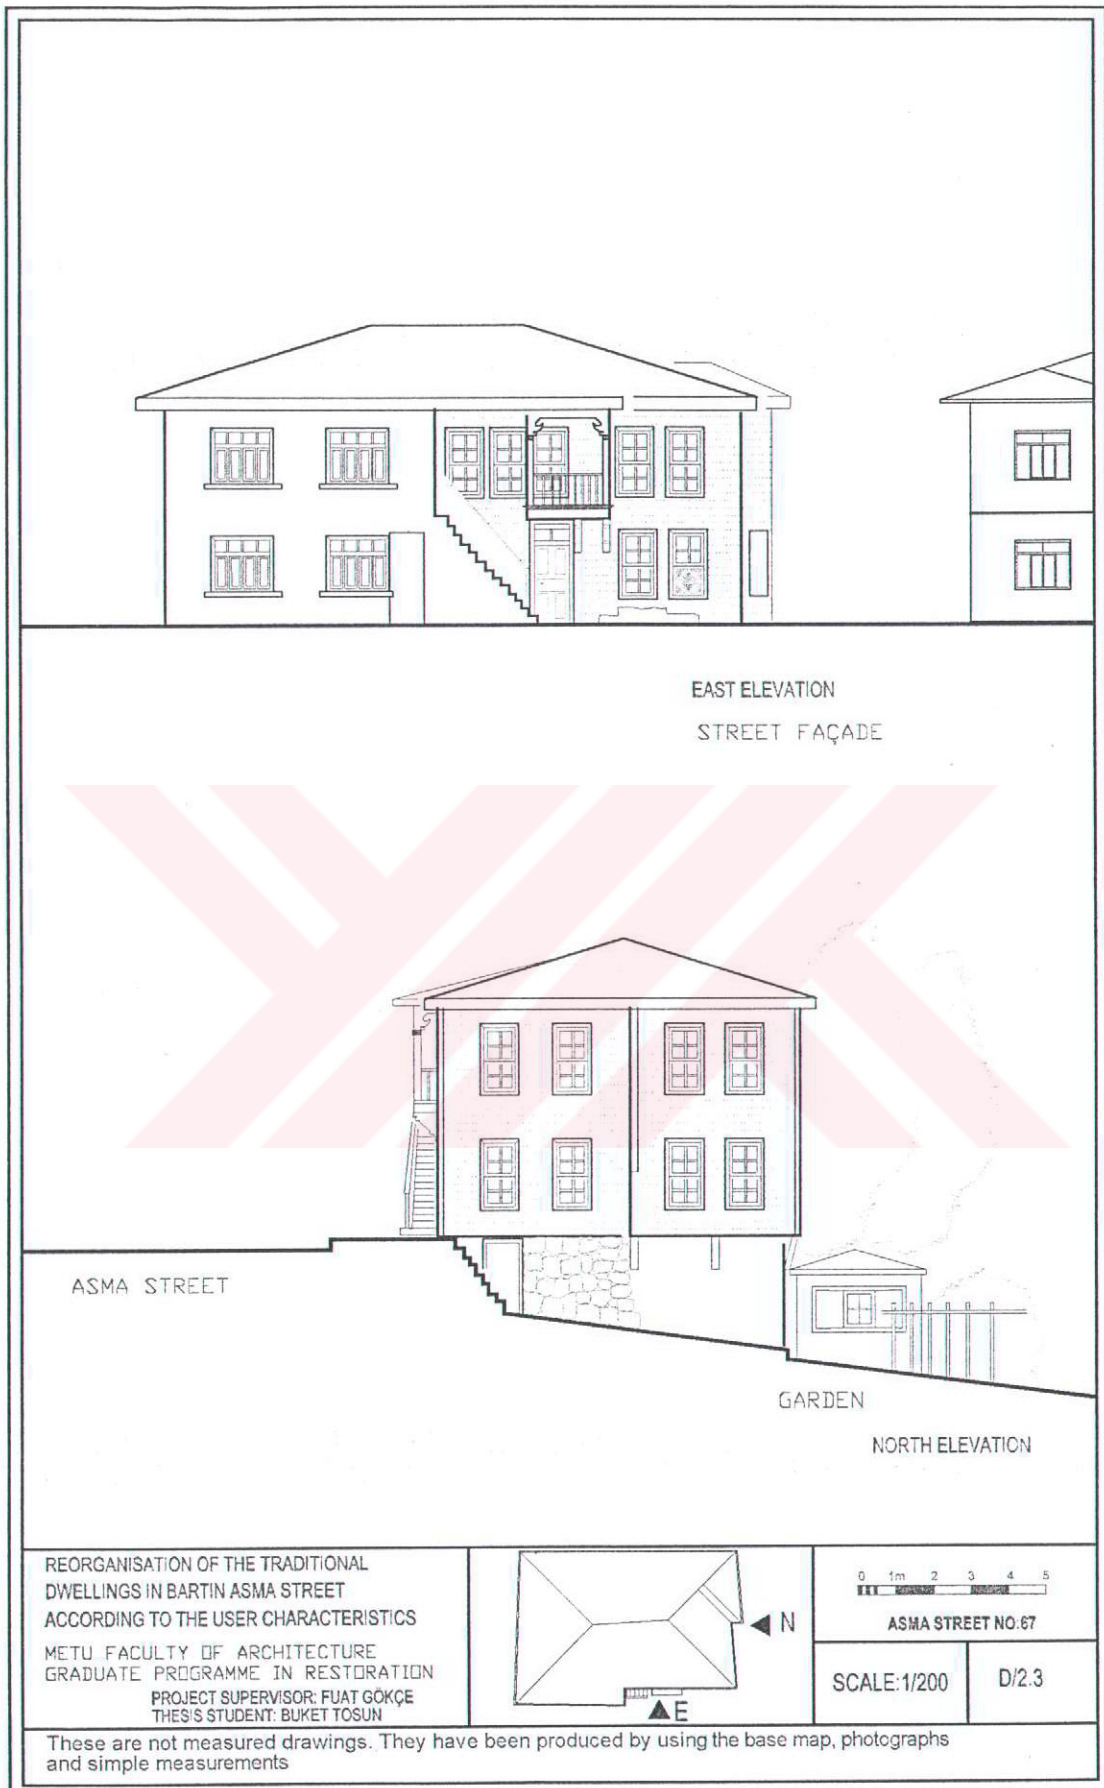 EAST ELEVATION
STREET FAÇADE
ASMA STREET
GARDEN
NORTH ELEVATION
REORGANISATION OF THE TRADITIONAL
DWELLINGS IN BARTIN ASMA STREET
ACCORDING TO THE USER CHARACTERISTICS
METU FACULTY OF ARCHITECTURE
GRADUATE PROGRAMME IN RESTORATION
PROJECT SUPERVISOR: FUAT GÖKÇE
THESIS STUDENT: BUKET TOSUN
N
E
0 1m 2 3 4 5
ASMA STREET NO:67
SCALE:1/200
D/2.3
These are not measured drawings. They have been produced by using the base map, photographs
and simple measurements